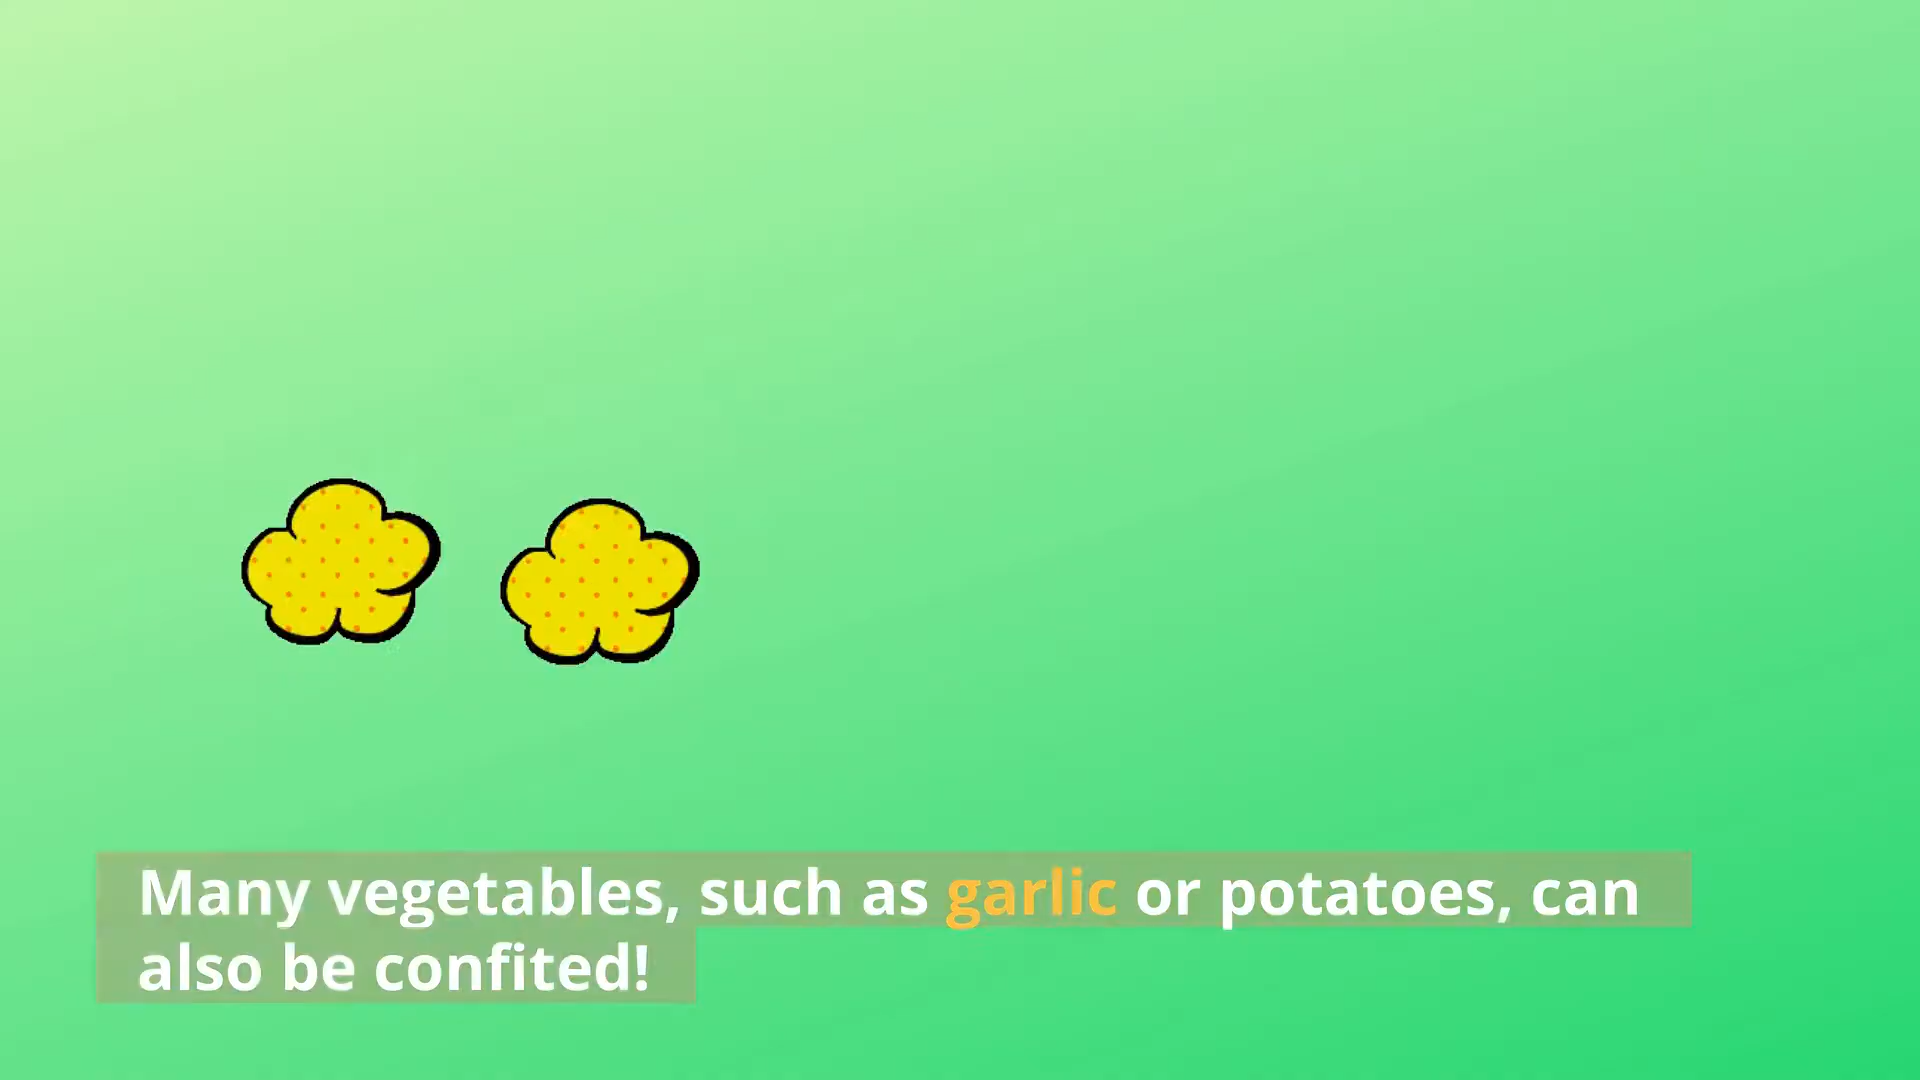 Many vegetables, such as garlic or potatoes, can
also be confited!